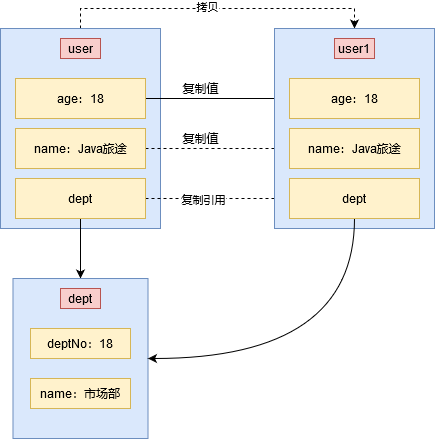 拷贝
user
user1
age：18
复制值
age：18
name：Java旅途
复制值
name：Java旅途
dept
复制引用
dept
dept
deptNo：18
name：市场部